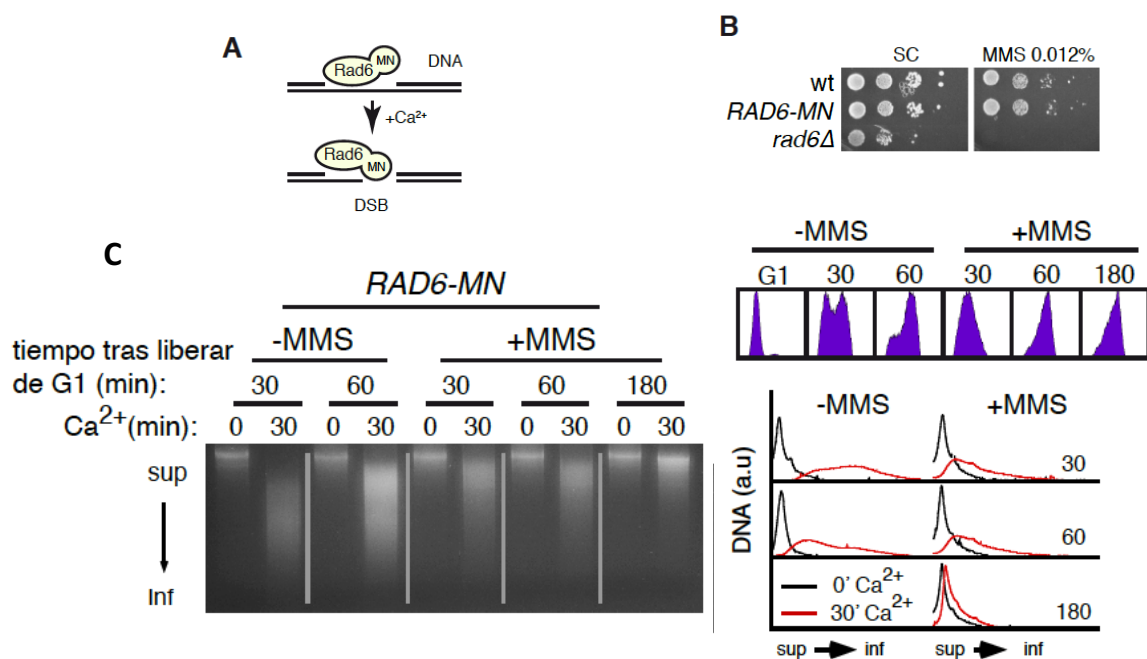 A
Rad6
MN
DNA
+Ca²⁺
Rad6
MN
DSB
B
SC
MMS 0.012%
wt
RAD6-MN
rad6Δ
C
RAD6-MN
tiempo tras liberar
de G1 (min):
-MMS
+MMS
30
60
30
60
180
Ca²⁺(min):
0
30
0
30
0
30
0
30
0
30
sup
Inf
-MMS
+MMS
G1
30
60
30
60
180
-MMS
+MMS
DNA (a.u)
30
60
0' Ca²⁺
30' Ca²⁺
180
sup
inf
sup
inf